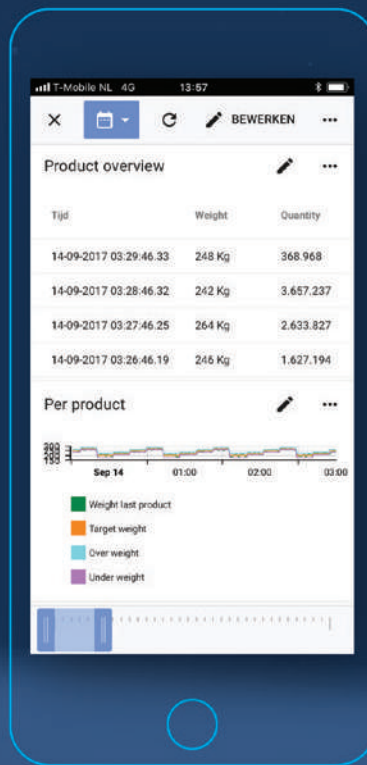 T-Mobile NL 4G 13:57
BEWERKEN
Product overview
Tijd Weight Quantity
14-09-2017 03:29:46.33 248 Kg 368.968
14-09-2017 03:28:46.32 242 Kg 3.657.237
14-09-2017 03:27:46.25 264 Kg 2.633.827
14-09-2017 03:26:46.19 246 Kg 1.627.194
Per product
Sep 14 01:00 02:00 03:00
Weight last product
Target weight
Over weight
Under weight